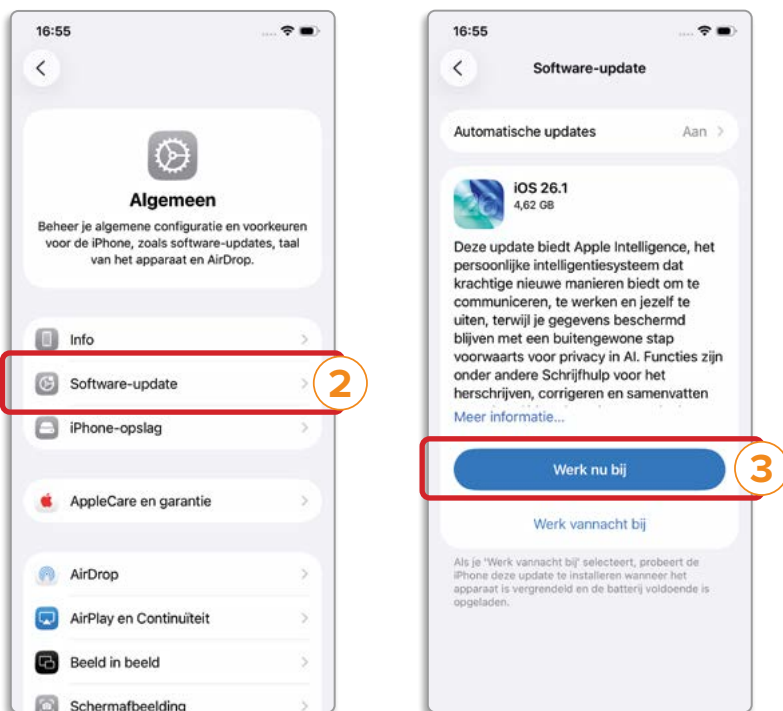 16:55
Algemeen
Beheer je algemene configuratie en voorkeuren
voor de iPhone, zoals software-updates, taal
van het apparaat en AirDrop.
Info
Software-update
2
iPhone-opslag
AppleCare en garantie
AirDrop
AirPlay en Continuïteit
Beeld in beeld
Schermafbeelding
16:55
Software-update
Automatische updates Aan
26
iOS 26.1
4,62 GB
Deze update biedt Apple Intelligence, het
persoonlijke intelligentiesysteem dat
krachtige nieuwe manieren biedt om te
communiceren, te werken en jezelf te
uiten, terwijl je gegevens beschermd
blijven met een buitengewone stap
voorwaarts voor privacy in AI. Functies zijn
onder andere Schrijfhulp voor het
herschrijven, corrigeren en samenvatten
Meer informatie...
Werk nu bij
3
Werk vannacht bij
Als je 'Werk vannacht bij' selecteert, probeert de
iPhone deze update te installeren wanneer het
apparaat is vergrendeld en de batterij voldoende is
opgeladen.